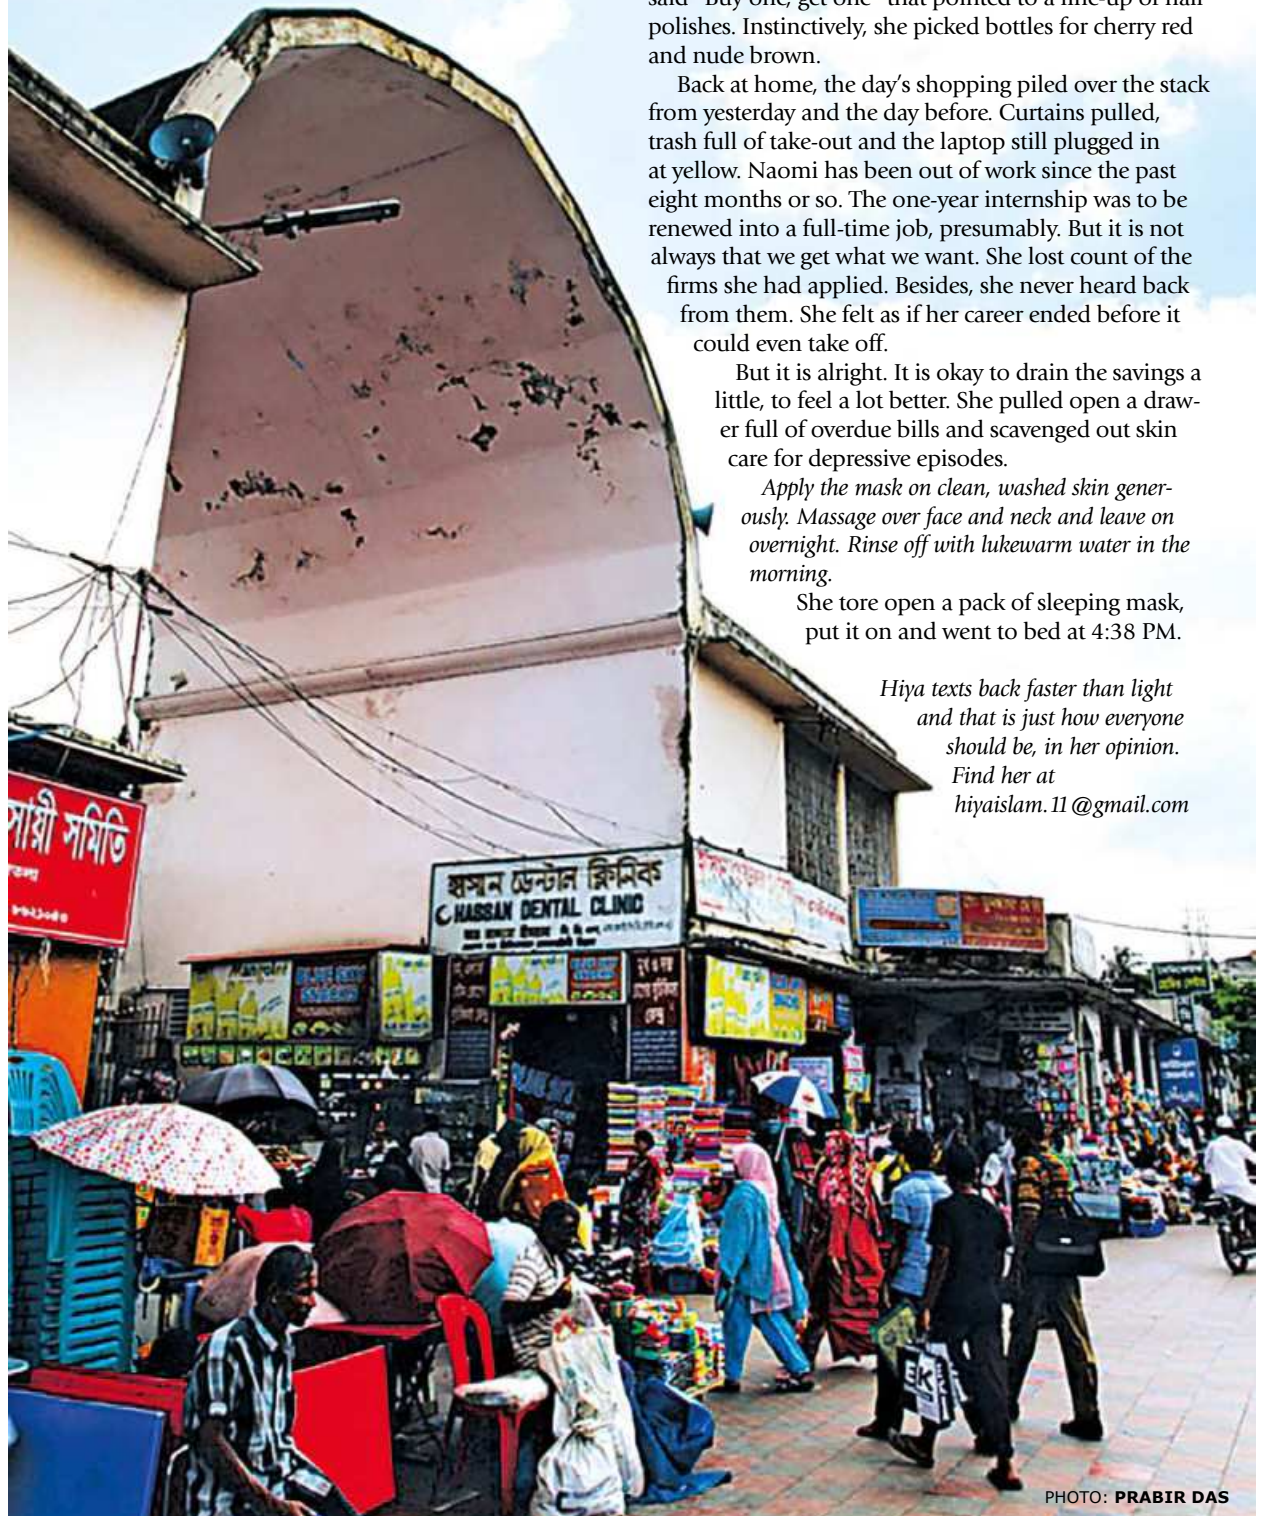 polishes. Instinctively, she picked bottles for cherry red
and nude brown.
Back at home, the day's shopping piled over the stack
from yesterday and the day before. Curtains pulled,
trash full of take-out and the laptop still plugged in
at yellow. Naomi has been out of work since the past
eight months or so. The one-year internship was to be
renewed into a full-time job, presumably. But it is not
always that we get what we want. She lost count of the
firms she had applied. Besides, she never heard back
from them. She felt as if her career ended before it
could even take off.
But it is alright. It is okay to drain the savings a
little, to feel a lot better. She pulled open a draw-
er full of overdue bills and scavenged out skin
care for depressive episodes.
Apply the mask on clean, washed skin gener-
ously. Massage over face and neck and leave on
overnight. Rinse off with lukewarm water in the
morning.
She tore open a pack of sleeping mask,
put it on and went to bed at 4:38 PM.
Hiya texts back faster than light
and that is just how everyone
should be, in her opinion.
Find her at
hiyaislam.11@gmail.com
সায়ী সমিতি
হাসান ডেন্টাল ক্লিনিক
HASSAN DENTAL CLINIC
EK
PHOTO: PRABIR DAS